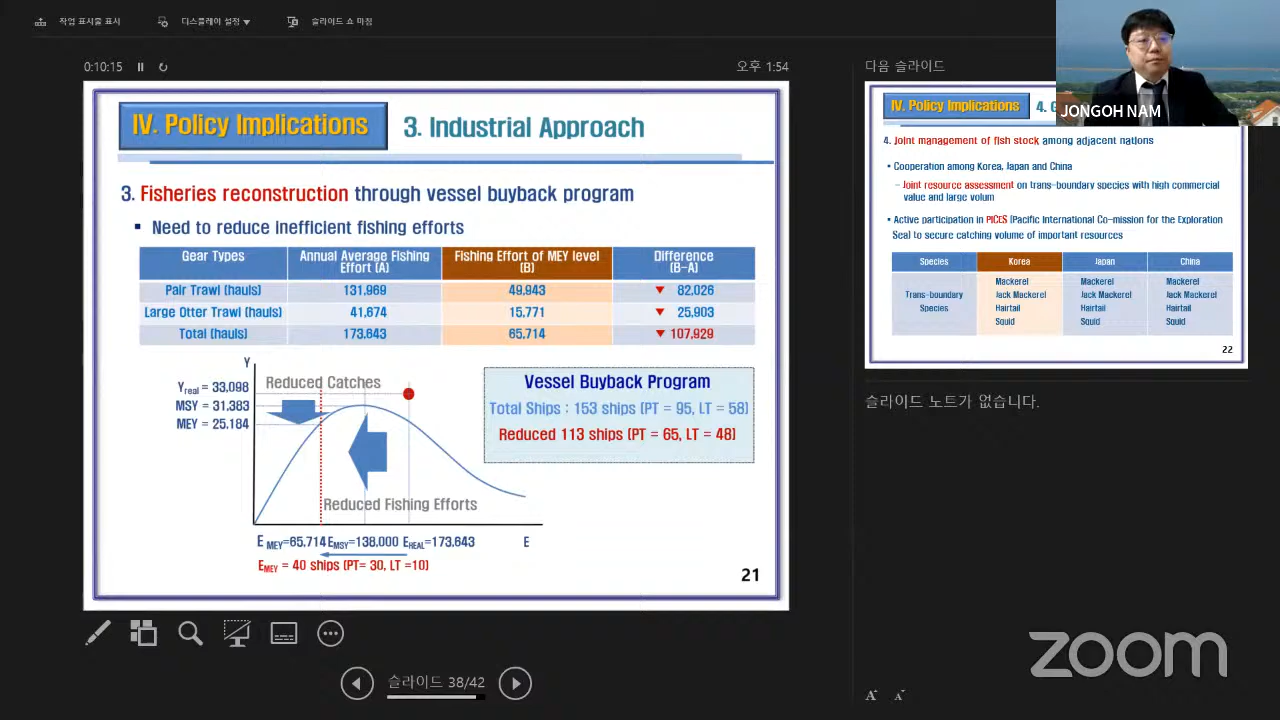 작업 표시줄 표시
디스플레이 설정 ▼
슬라이드 쇼 마침
0:10:15
오후 1:54
IV. Policy Implications
3. Industrial Approach
3. Fisheries reconstruction through vessel buyback program
▪ Need to reduce inefficient fishing efforts
Gear Types
Annual Average Fishing
Effort (A)
Fishing Effort of MEY level
(B)
Difference
(B-A)
Pair Trawl (hauls) 131,969 49,943 ▼ 82,026
Large Otter Trawl (hauls) 41,674 15,771 ▼ 25,903
Total (hauls) 173,643 65,714 ▼ 107,929
Y
Yreal = 33,098
MSY = 31,383
MEY = 25,184
Reduced Catches
Reduced Fishing Efforts
E MEY=65,714 EMSY=138,000 EREAL=173,643 E
EMEY = 40 ships (PT= 30, LT =10)
Vessel Buyback Program
Total Ships : 153 ships (PT = 95, LT = 58)
Reduced 113 ships (PT = 65, LT = 48)
21
슬라이드 38/42
다음 슬라이드
IV. Policy Implications
4. G
4. Joint management of fish stock among adjacent nations
• Cooperation among Korea, Japan and China
– Joint resource assessment on trans-boundary species with high commercial
value and large volum
• Active participation in PICES (Pacific International Co-mission for the Exploration
Sea) to secure catching volume of important resources
Species Korea Japan China
Trans-boundary
Species
Mackerel Mackerel Mackerel
Jack Mackerel Jack Mackerel Jack Mackerel
Hairtail Hairtail Hairtail
Squid Squid Squid
22
슬라이드 노트가 없습니다.
JONGOH NAM
zoom
A A